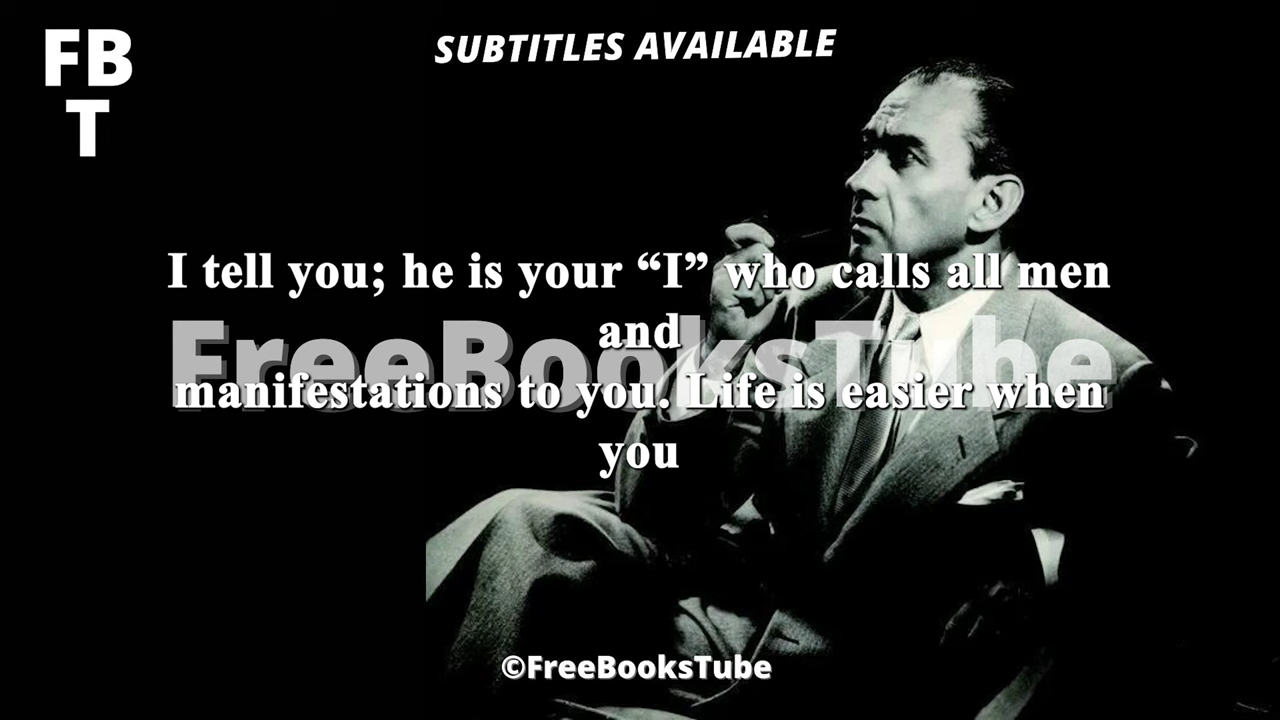 FB
T
SUBTITLES AVAILABLE
I tell you; he is your “I” who calls all men
and
FreeBooksTube
manifestations to you. Life is easier when
you
©FreeBooksTube